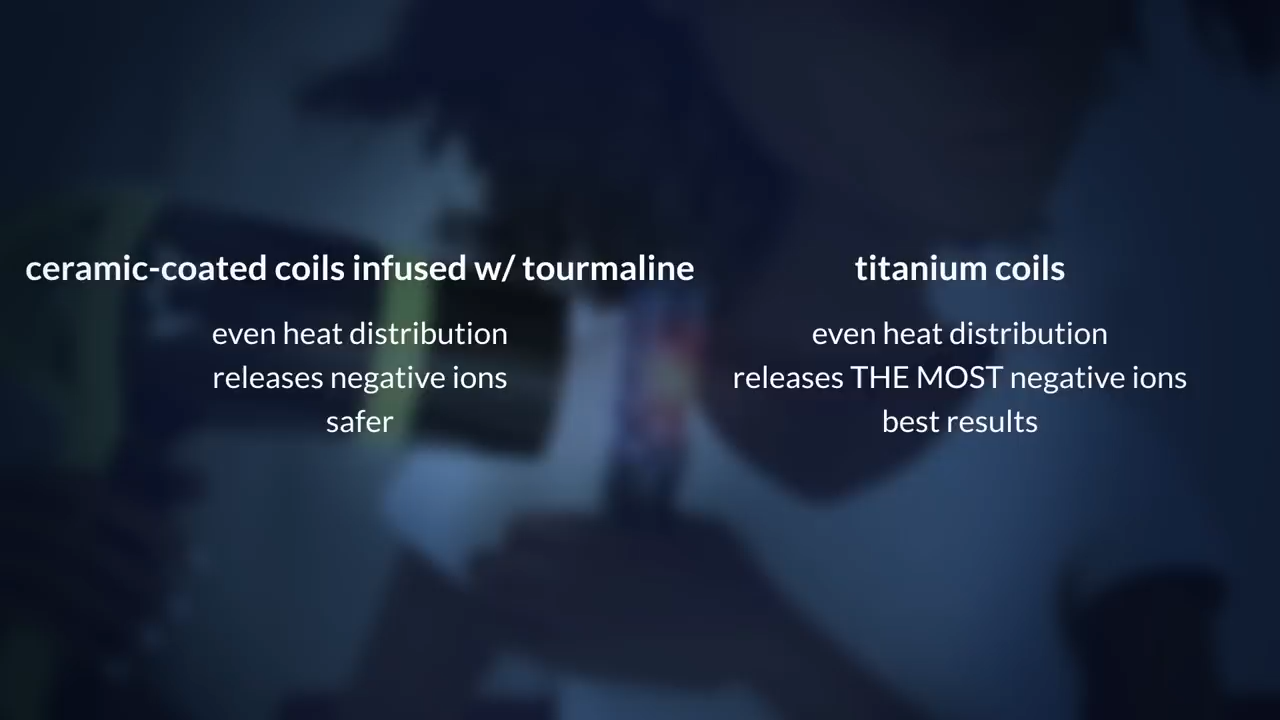 ceramic-coated coils infused w/ tourmaline
even heat distribution
releases negative ions
safer
titanium coils
even heat distribution
releases THE MOST negative ions
best results